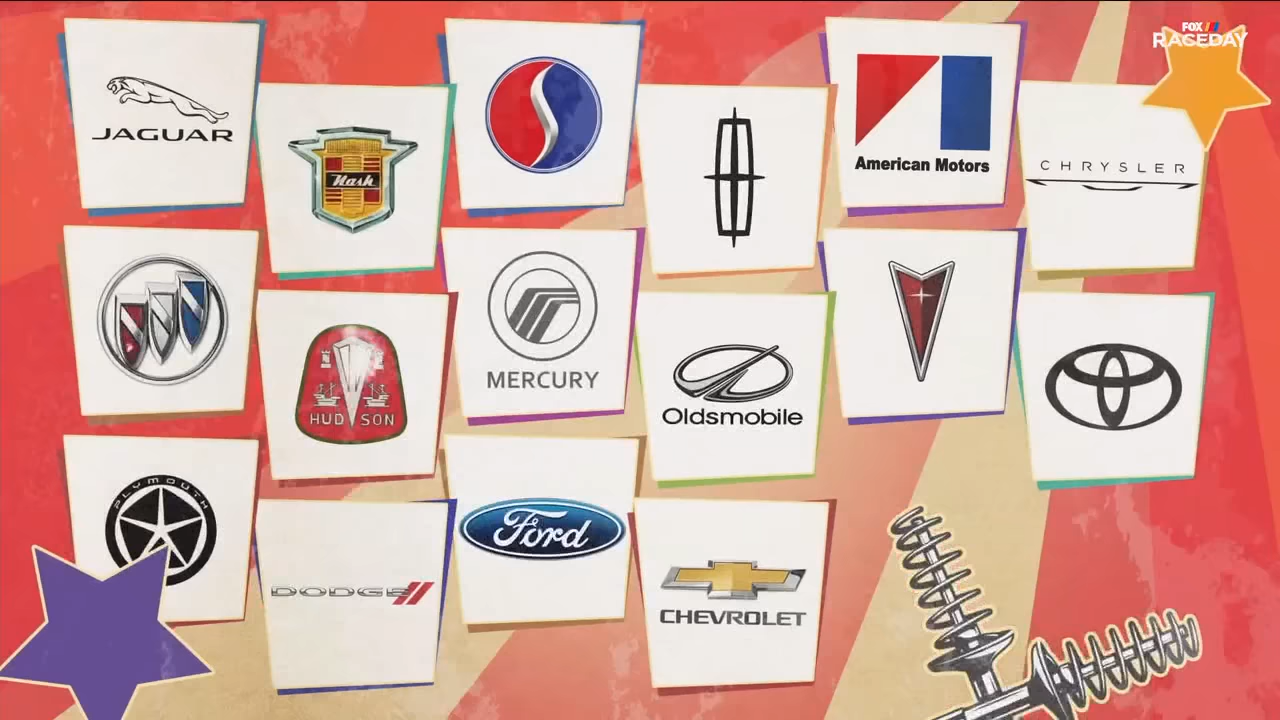 FOX
RACEDAY
JAGUAR
Nash
American Motors
CHRYSLER
MERCURY
HUDSON
Oldsmobile
PLYMOUTH
DODGE
Ford
CHEVROLET